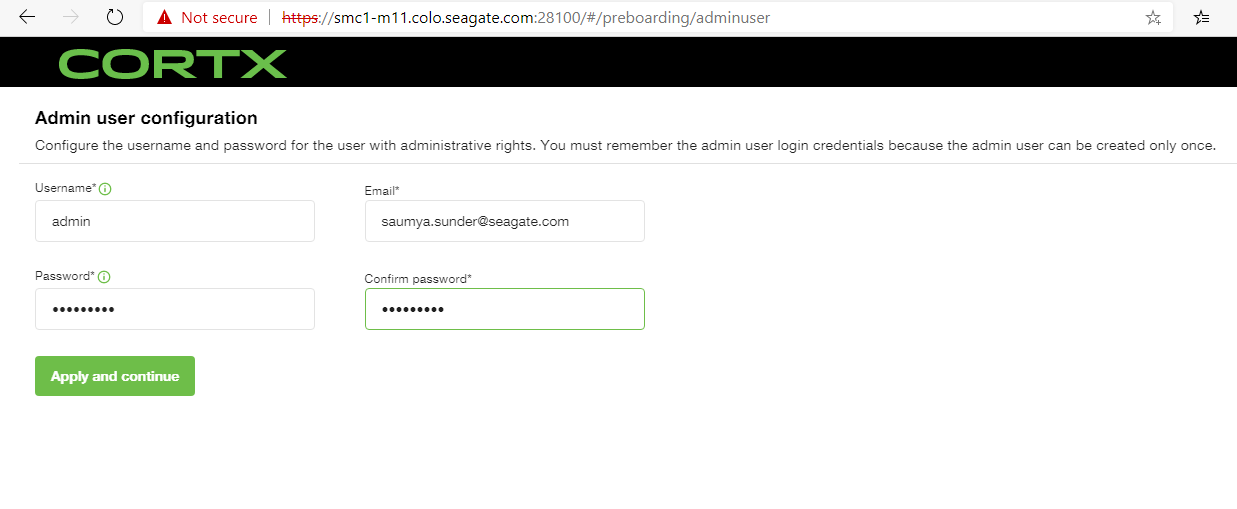 Not secure | https://smc1-m11.colo.seagate.com:28100/#/preboarding/adminuser
CORTX
Admin user configuration
Configure the username and password for the user with administrative rights. You must remember the admin user login credentials because the admin user can be created only once.
Username* Email*
admin saumya.sunder@seagate.com
Password* Confirm password*
••••••••• •••••••••
Apply and continue